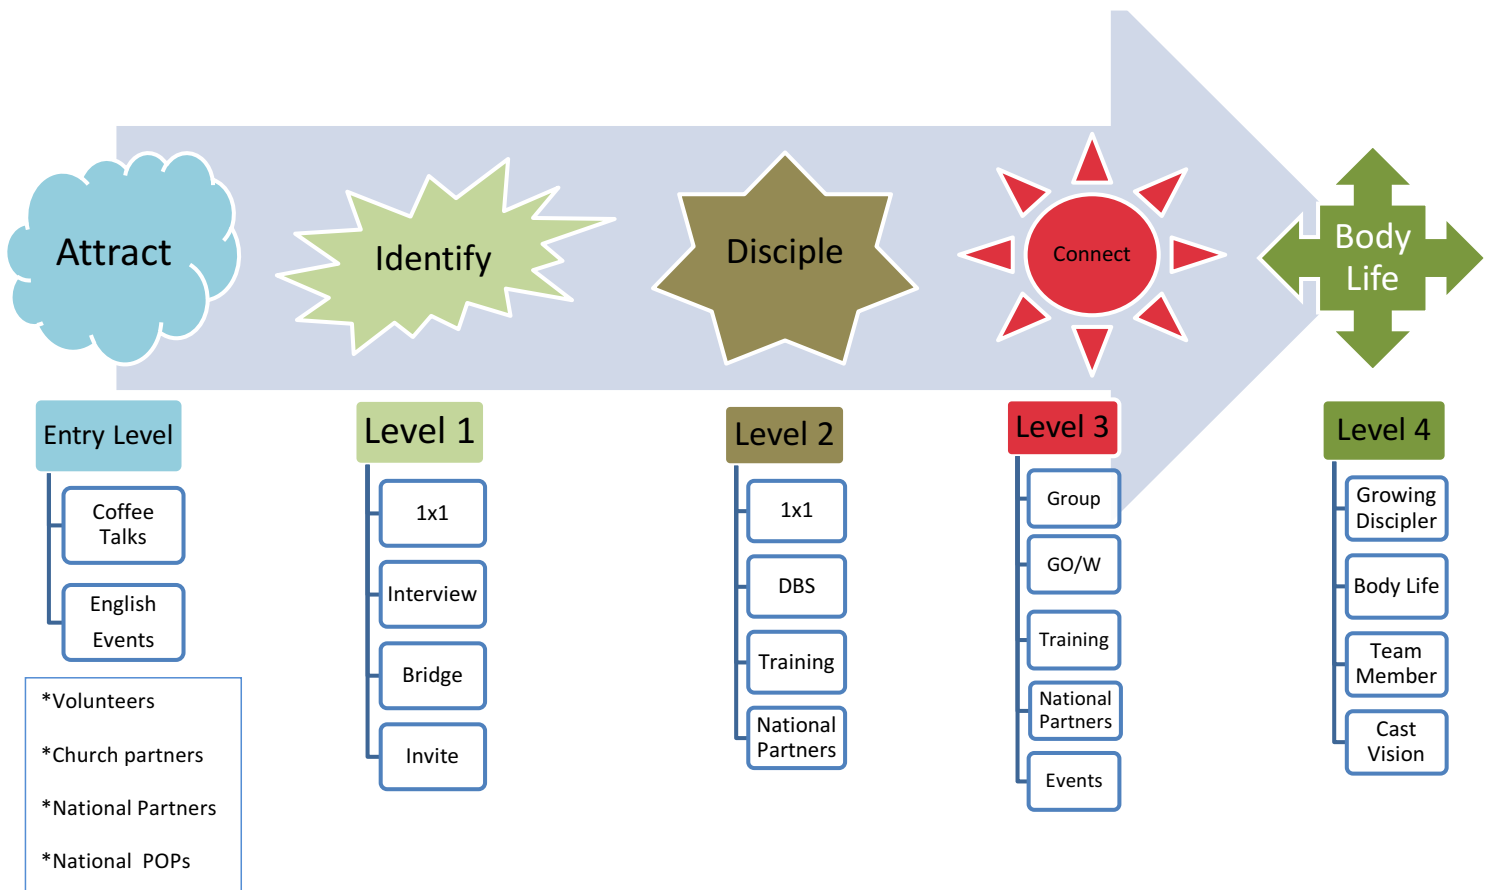 Attract
Identify
Disciple
Connect
Body
Life
Entry Level
Coffee
Talks
English
Events
*Volunteers
*Church partners
*National Partners
*National POPs
Level 1
1x1
Interview
Bridge
Invite
Level 2
1x1
DBS
Training
National
Partners
Level 3
Group
GO/W
Training
National
Partners
Events
Level 4
Growing
Discipler
Body Life
Team
Member
Cast
Vision